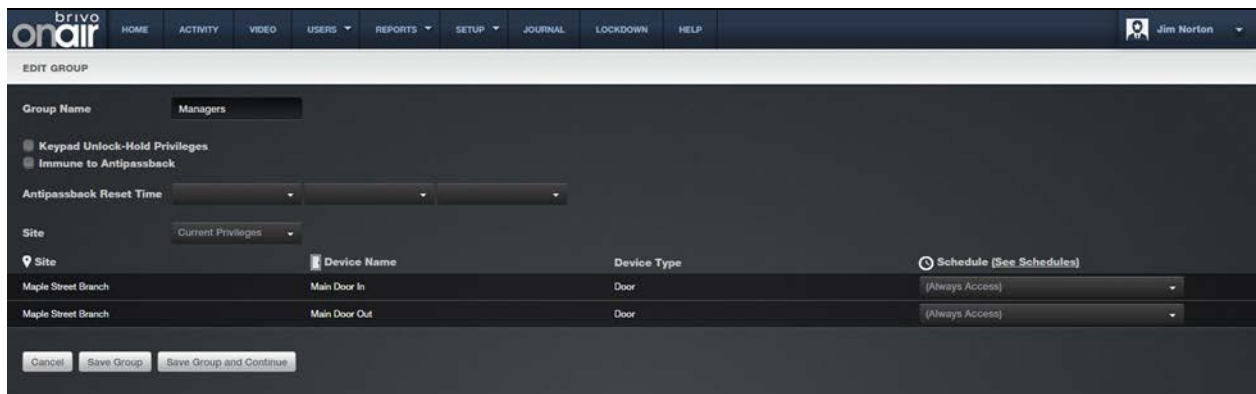 brivo
onair HOME ACTIVITY VIDEO USERS REPORTS SETUP JOURNAL LOCKDOWN HELP Jim Norton
EDIT GROUP
Group Name Managers
Keypad Unlock-Hold Privileges
Immune to Antipassback
Antipassback Reset Time
Site Current Privileges
Site Device Name Device Type Schedule (See Schedules)
Maple Street Branch Main Door In Door (Always Access)
Maple Street Branch Main Door Out Door (Always Access)
Cancel Save Group Save Group and Continue